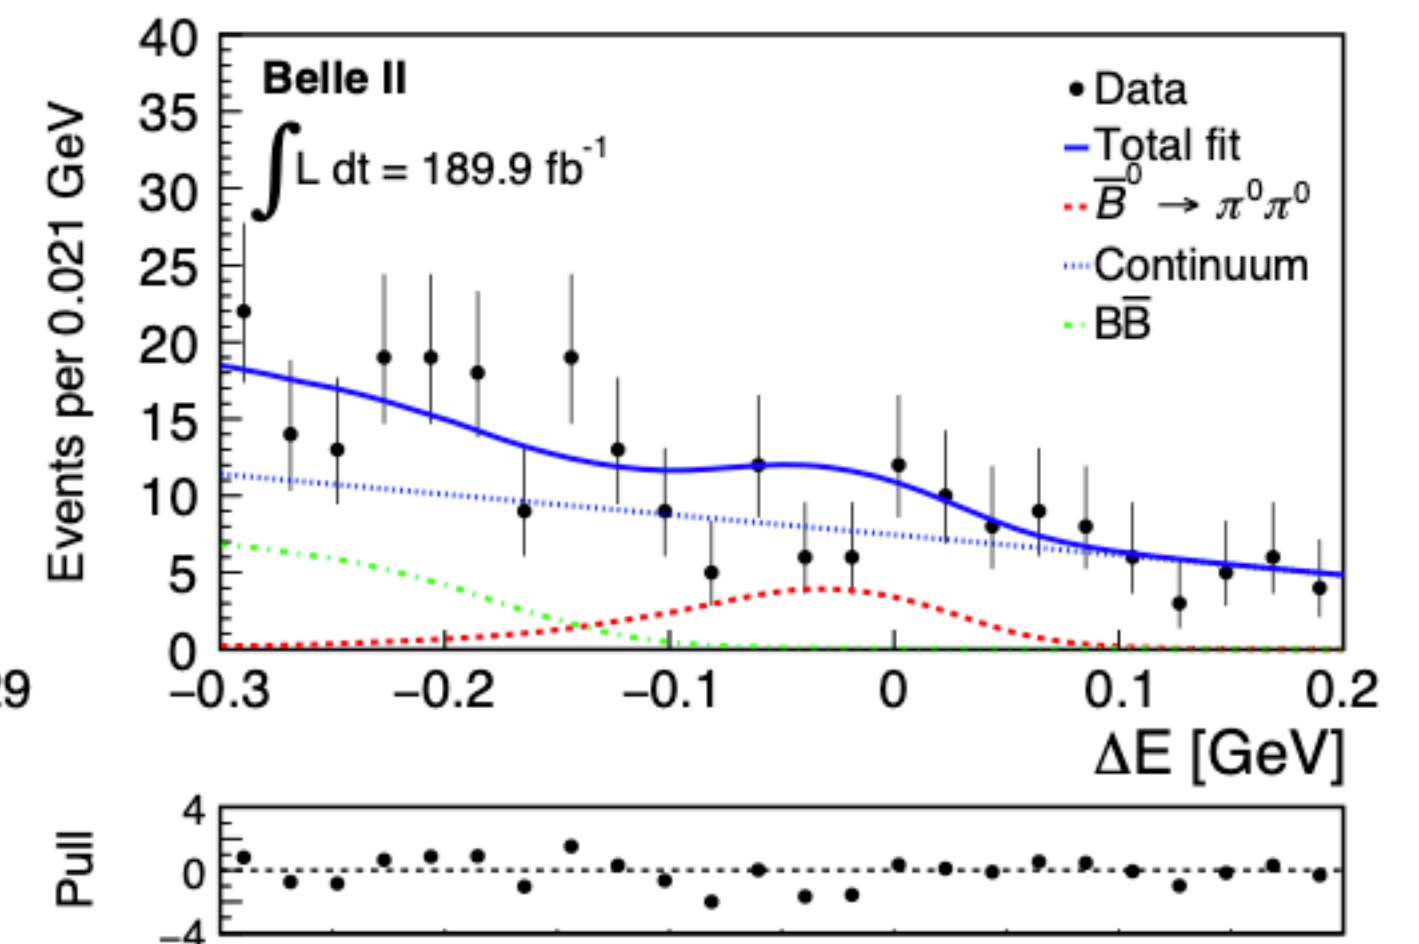 40
35
30
25
20
15
10
5
0
Events per 0.021 GeV
Belle II
∫L dt = 189.9 fb⁻¹
Data
Total fit
B̅⁰ → π⁰π⁰
Continuum
BB̅
29
−0.3 −0.2 −0.1 0 0.1 0.2
ΔE [GeV]
4
0
−4
Pull